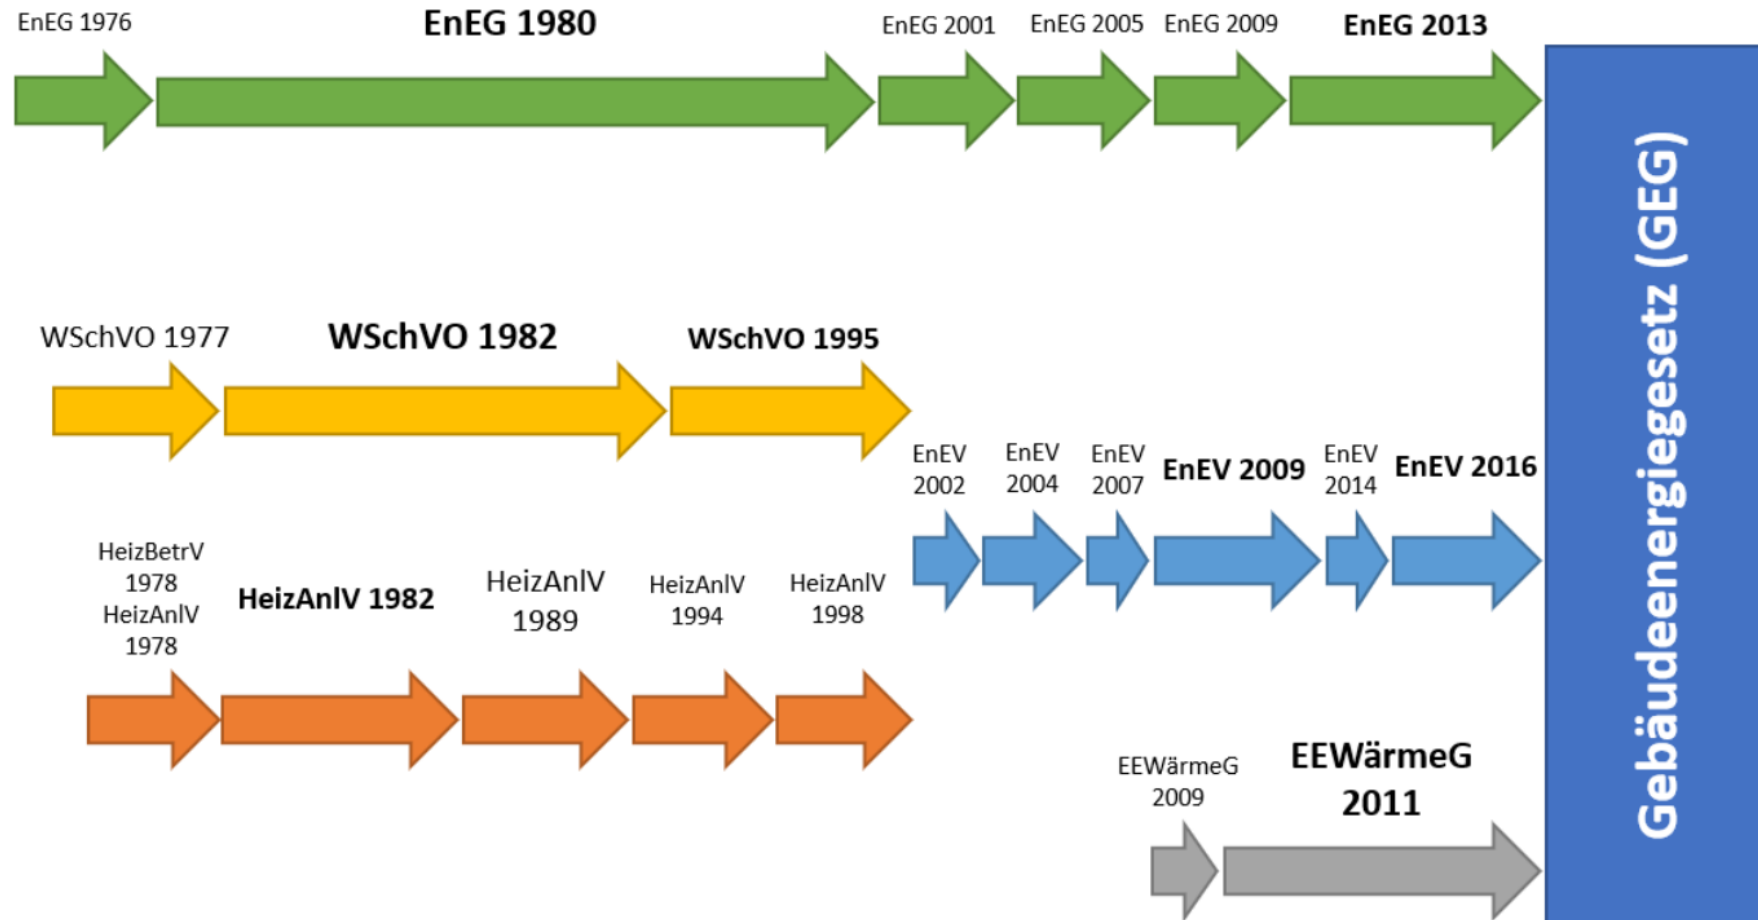 EnEG 1976
EnEG 1980
EnEG 2001
EnEG 2005
EnEG 2009
EnEG 2013
WSchVO 1977
WSchVO 1982
WSchVO 1995
EnEV
2002
EnEV
2004
EnEV
2007
EnEV 2009
EnEV
2014
EnEV 2016
HeizBetrV
1978
HeizAnlV
1978
HeizAnlV 1982
HeizAnlV
1989
HeizAnlV
1994
HeizAnlV
1998
EEWärmeG
2009
EEWärmeG
2011
Gebäudeenergiegesetz (GEG)